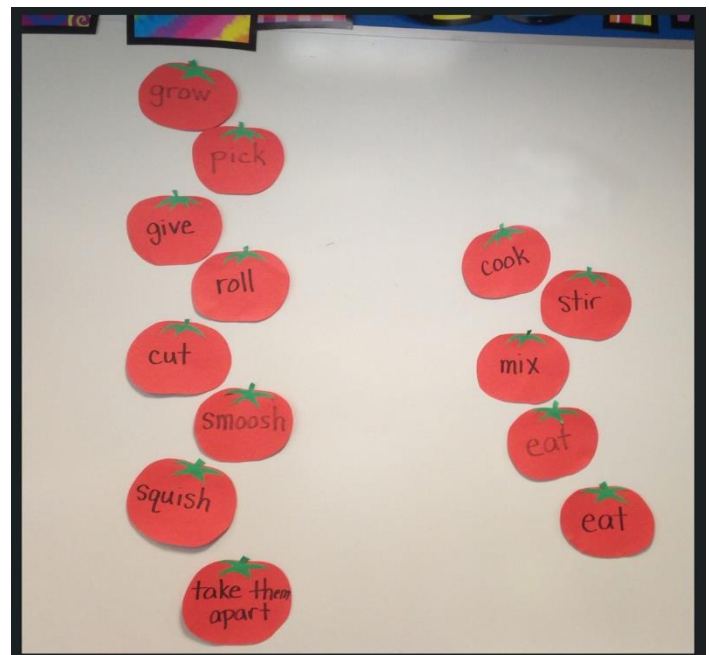 grow
pick
give
roll
cut
smoosh
squish
take them
apart
cook
stir
mix
eat
eat